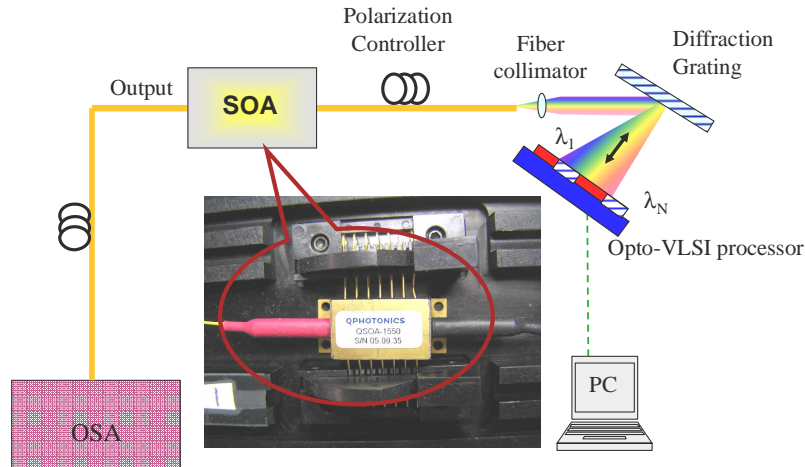 Polarization
Controller
Fiber
collimator
Diffraction
Grating
Output
SOA
λ1
λN
Opto-VLSI processor
QPHOTONICS
QSOA-1550
S/N 05.09.35
PC
OSA